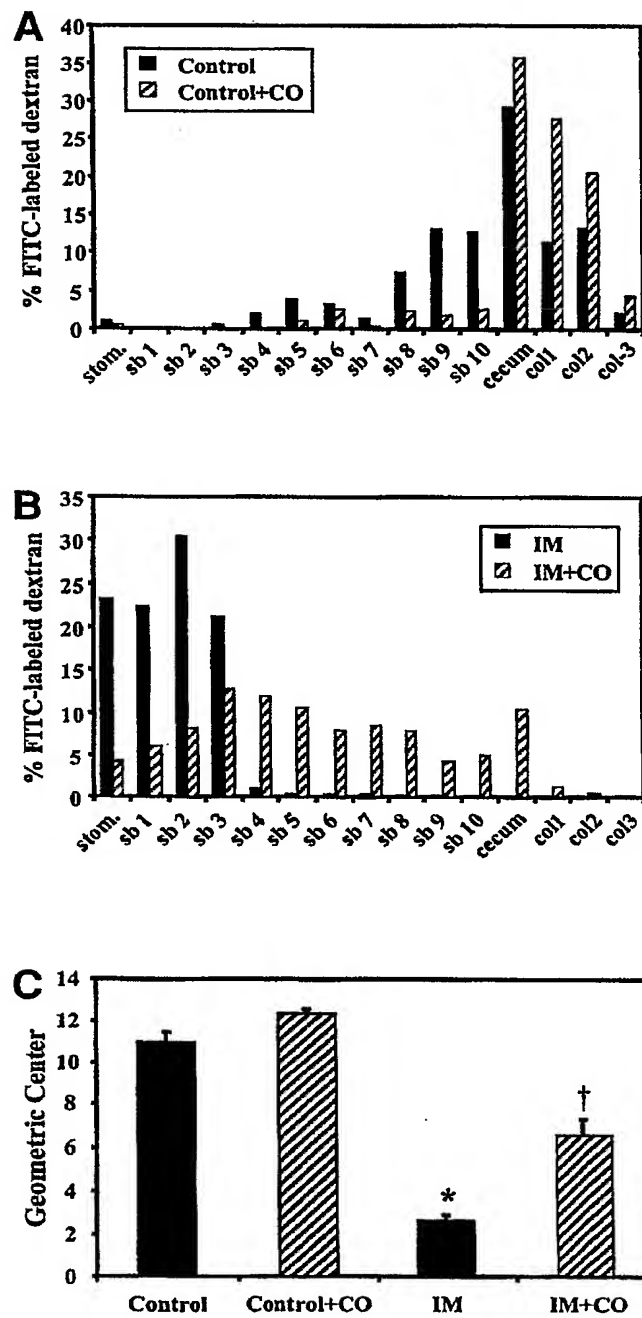 A
% FITC-labeled dextran
40
35
30
25
20
15
10
5
0
Control
Control+CO
stom. sb 1 sb 2 sb 3 sb 4 sb 5 sb 6 sb 7 sb 8 sb 9 sb 10 cecum col1 col2 col-3
B
% FITC-labeled dextran
35
30
25
20
15
10
5
0
IM
IM+CO
stom. sb 1 sb 2 sb 3 sb 4 sb 5 sb 6 sb 7 sb 8 sb 9 sb 10 cecum col1 col2 col3
C
Geometric Center
14
12
10
8
6
4
2
0
*
†
Control Control+CO IM IM+CO